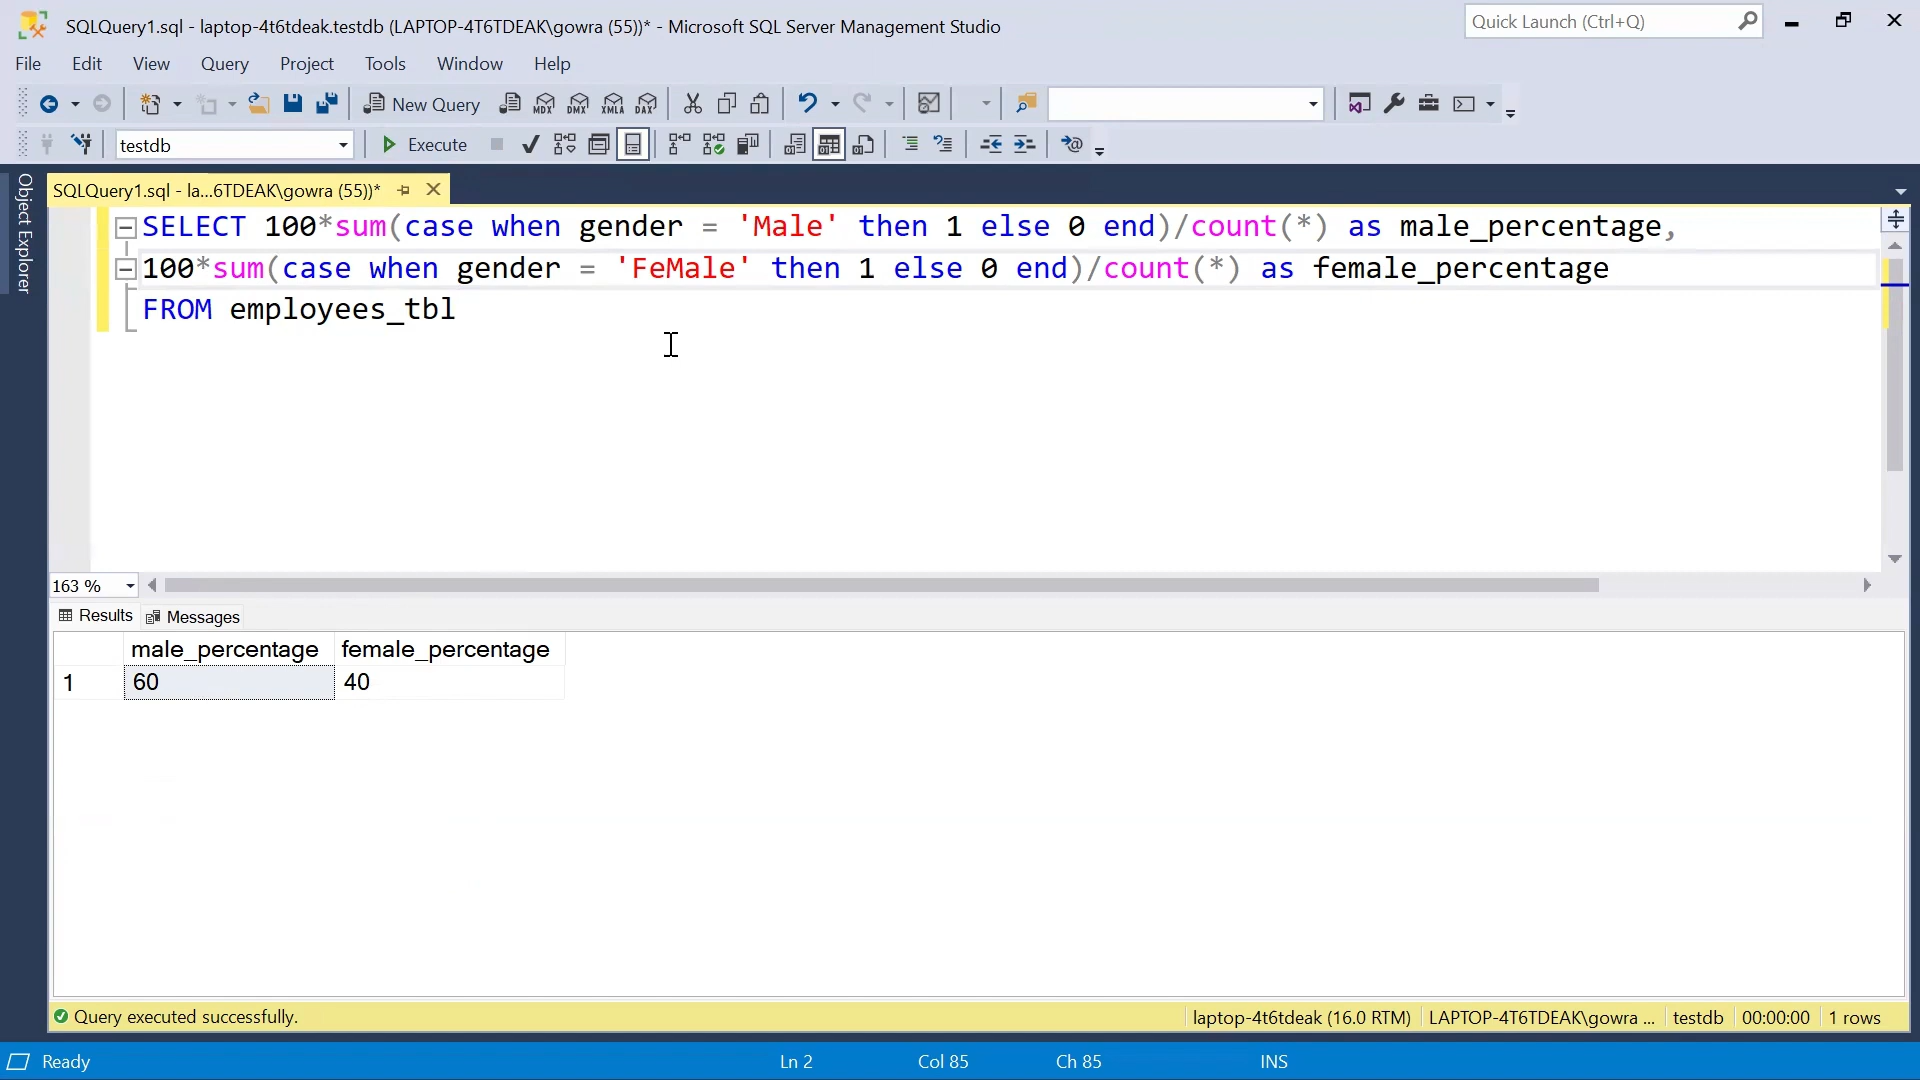 SQLQuery1.sql - laptop-4t6tdeak.testdb (LAPTOP-4T6TDEAK\gowra (55))* - Microsoft SQL Server Management Studio
Quick Launch (Ctrl+Q)
File Edit View Query Project Tools Window Help
New Query MDX DMX XMLA DAX
testdb Execute
Object Explorer
SQLQuery1.sql - la...6TDEAK\gowra (55))*
SELECT 100*sum(case when gender = 'Male' then 1 else 0 end)/count(*) as male_percentage,
100*sum(case when gender = 'FeMale' then 1 else 0 end)/count(*) as female_percentage
FROM employees_tbl
163 %
Results Messages
male_percentage female_percentage
1 60 40
Query executed successfully. laptop-4t6tdeak (16.0 RTM) LAPTOP-4T6TDEAK\gowra ... testdb 00:00:00 1 rows
Ready Ln 2 Col 85 Ch 85 INS